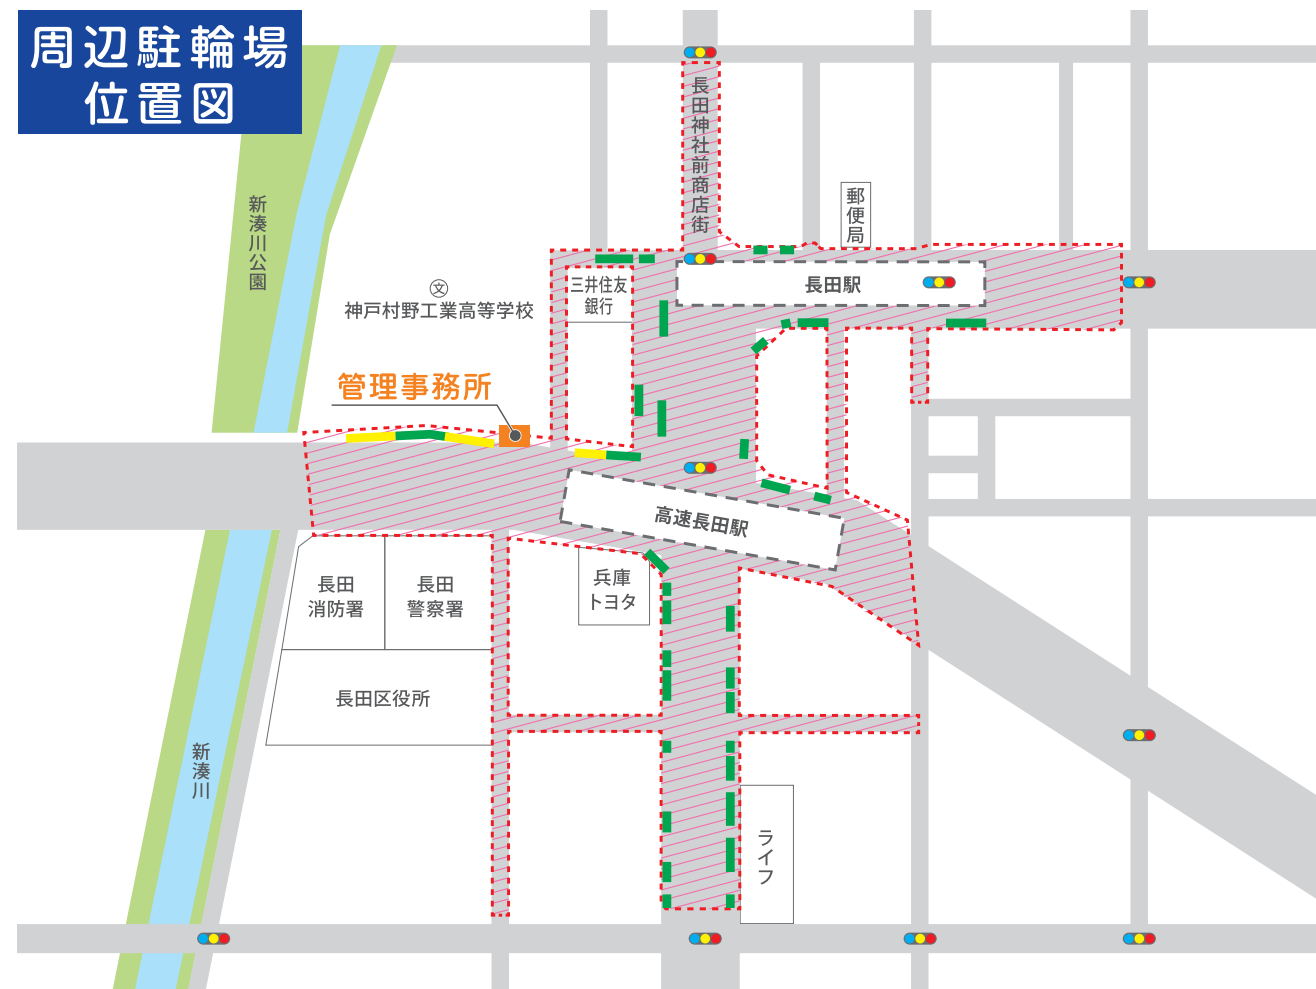 周辺駐輪場
位置図
長田神社前商店街
新湊川公園
郵便局
文
神戸村野工業高等学校
三井住友
銀行
長田駅
管理事務所
高速長田駅
兵庫
トヨタ
長田
消防署
長田
警察署
長田区役所
新湊川
ライフ